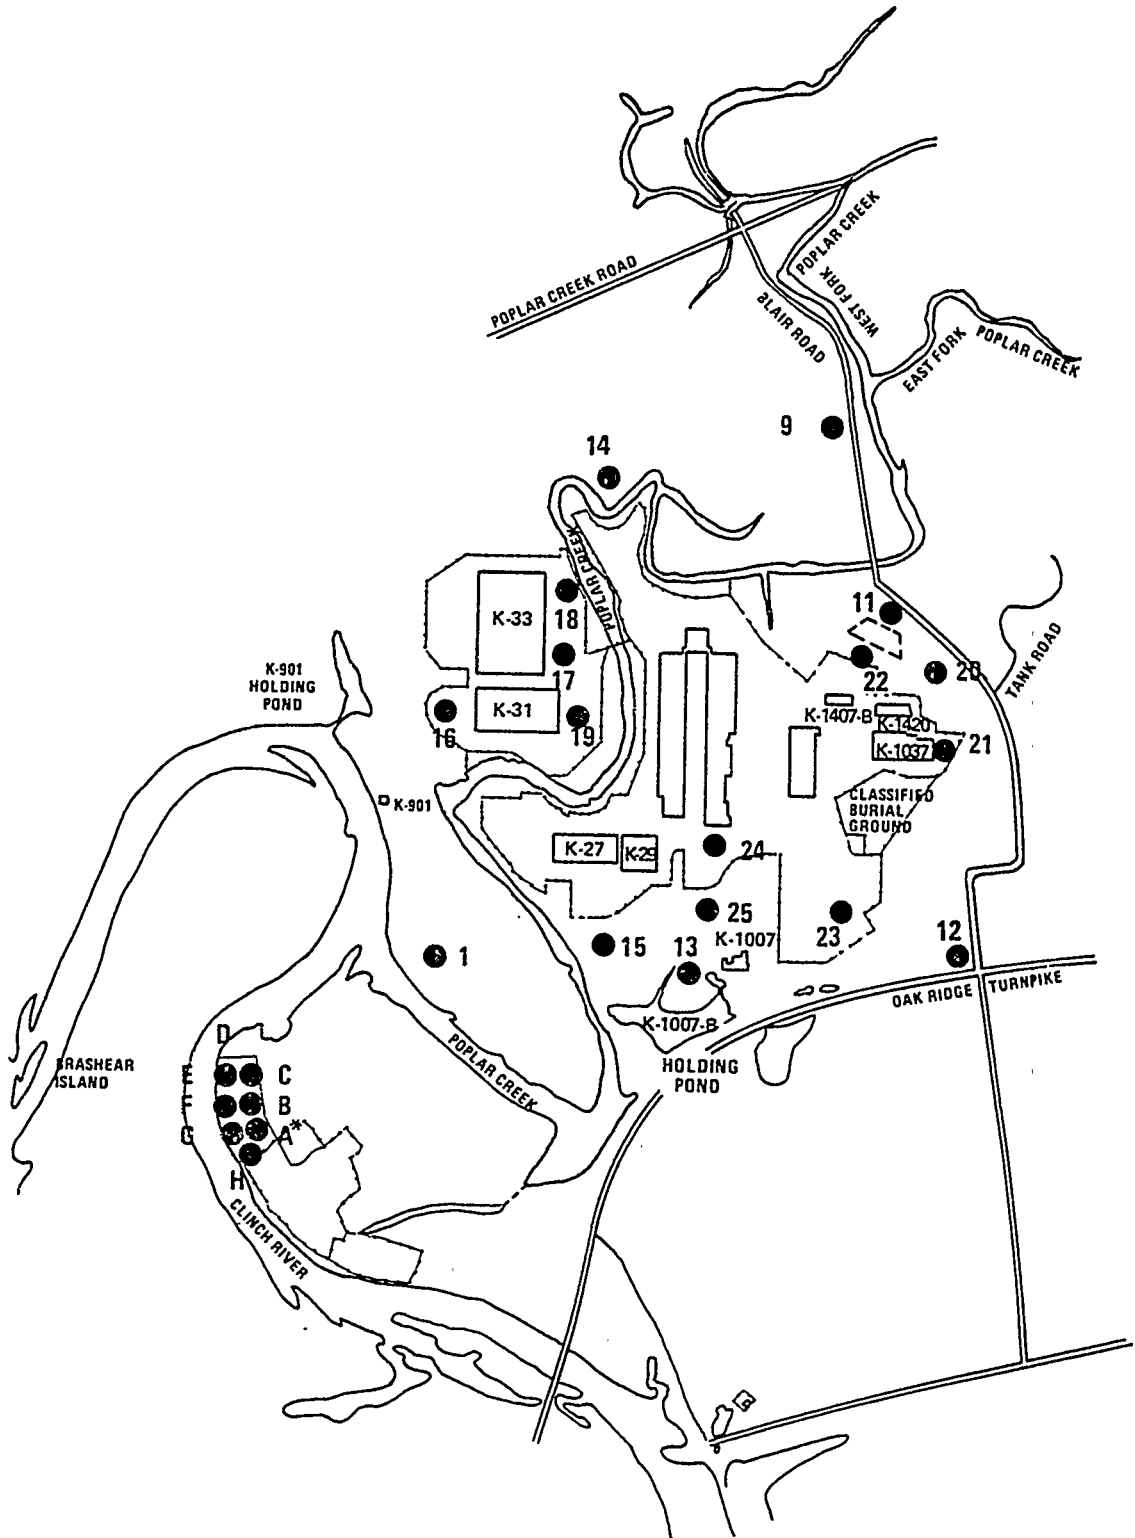 POPLAR CREEK
POPLAR CREEK ROAD
WEST FORK
BLAIR ROAD
POPLAR CREEK
EAST FORK
9
14
POPLAR CREEK
K-33
18
11
TANK ROAD
K-901
HOLDING
POND
17
22
20
K-31
K-1407-B
K-1420
16
19
K-1037
21
K-901
CLASSIFIED
BURIAL
GROUND
K-27
K-29
24
25
23
12
15
13
K-1007
1
OAK RIDGE TURNPIKE
K-1007-B
HOLDING
POND
D
POPLAR CREEK
BRASHEAR
ISLAND
E
C
F
B
G
A*
H
CLINCH RIVER